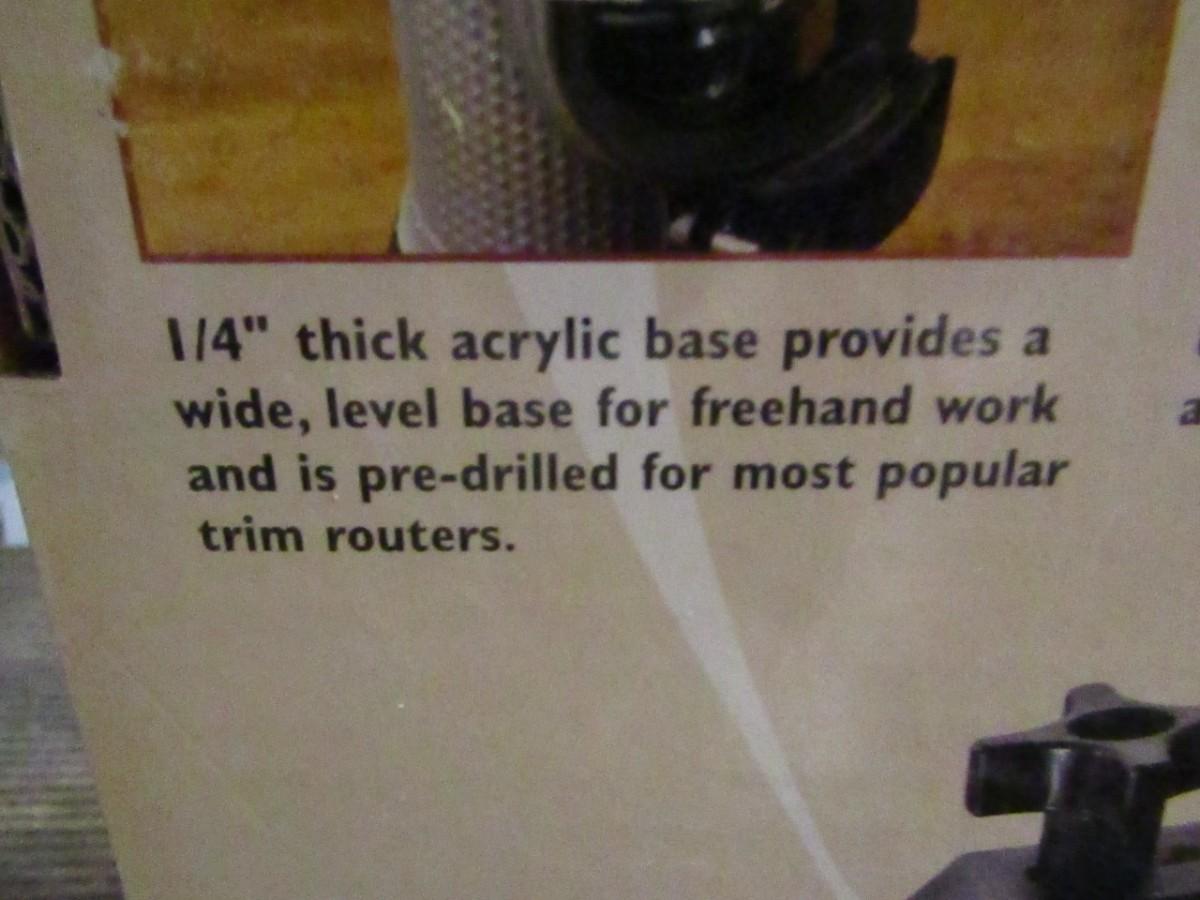 1/4" thick acrylic base provides a
wide, level base for freehand work
and is pre-drilled for most popular
trim routers.